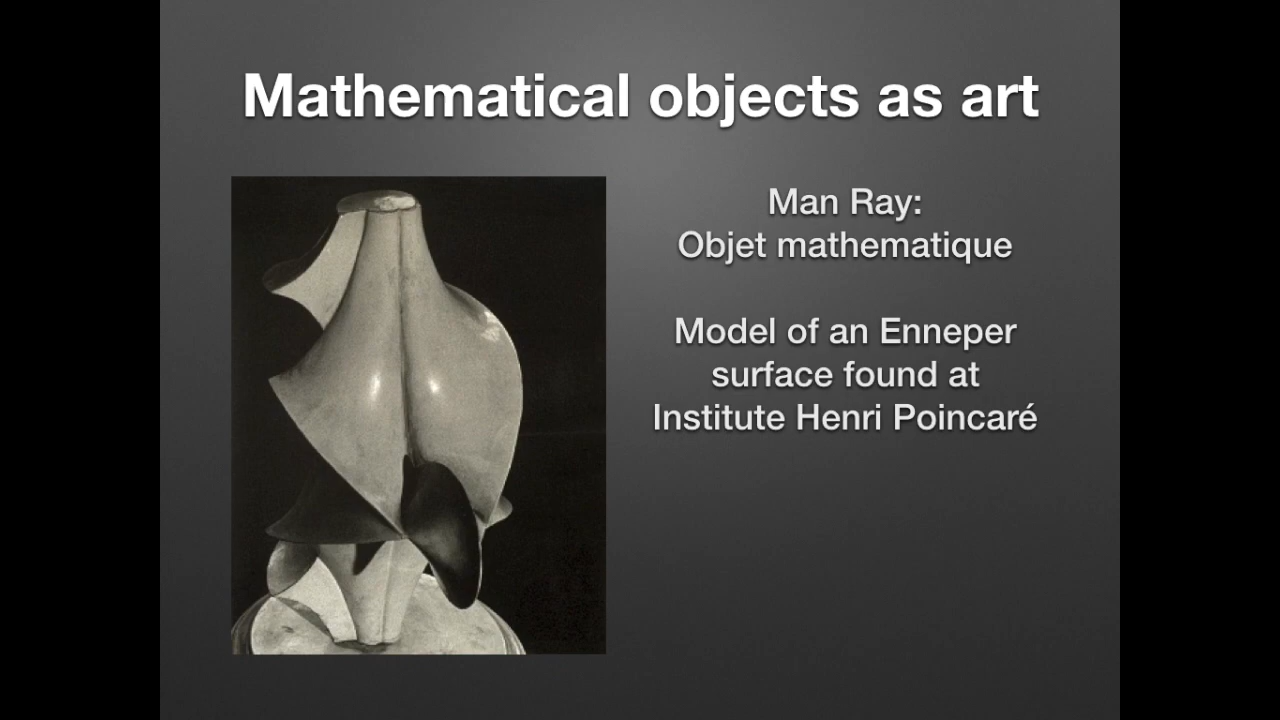 Mathematical objects as art
Man Ray:
Objet mathematique
Model of an Enneper
surface found at
Institute Henri Poincaré